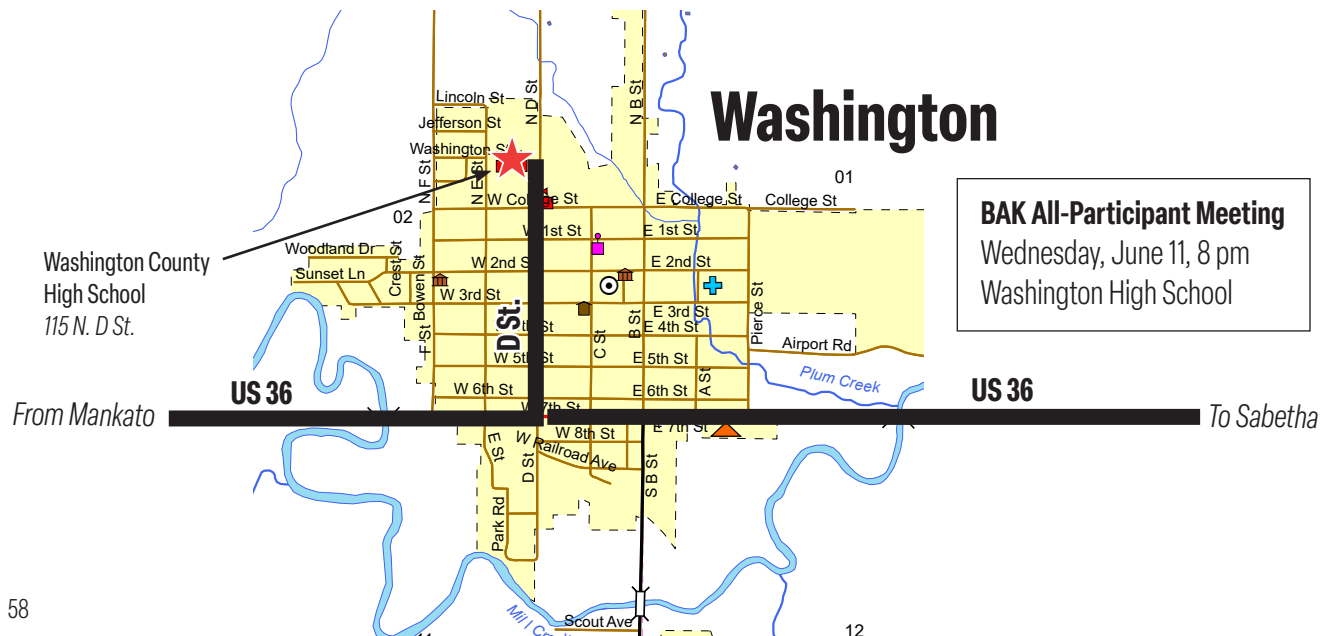 Washington
BAK All-Participant Meeting
Wednesday, June 11, 8 pm
Washington High School
Washington County
High School
115 N. D St.
From Mankato
US 36
US 36
To Sabetha
D St.
Lincoln St
Jefferson St
Washington S
N D St
N B St
N F St
N E St
W College St
E College St
College St
01
02
1st St
E 1st St
Woodland Dr
Sunset Ln
Crest St
Bowen St
W 2nd S
E 2nd St
W 3rd St
E 3rd St
th St
E 4th St
Pierce St
Airport Rd
F St
C St
B St
W 5th St
E 5th St
W 6th St
E 6th St
A St
Plum Creek
7th St
E 7th St
W 8th St
E St
W Railroad Ave
D St
S B St
Park Rd
Scout Ave
12
58